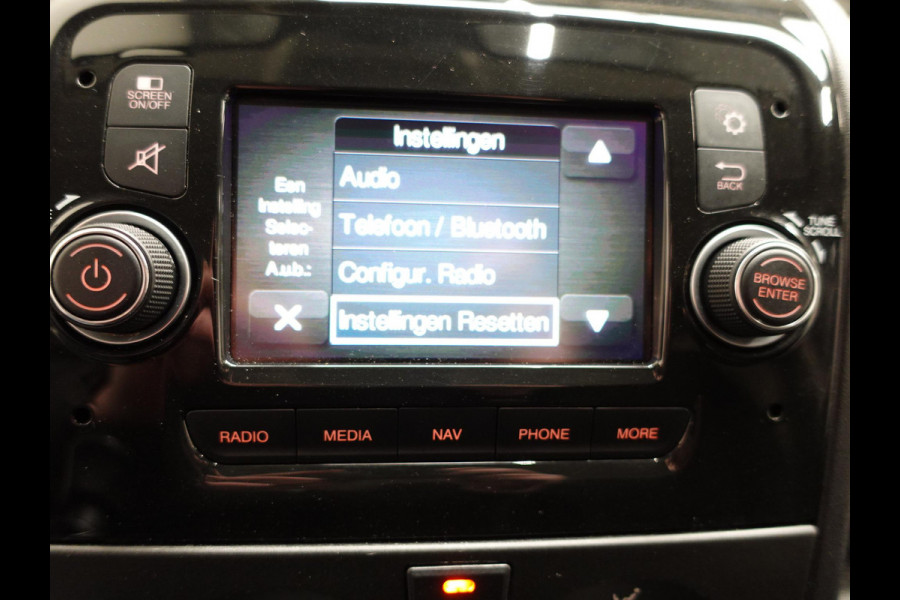 SCREEN
ON/OFF
Instellingen
Een
Instelling
Selec-
teren
A.u.b.:
Audio
Telefoon / Bluetooth
Configur. Radio
Instellingen Resetten
BACK
TUNE
SCROLL
BROWSE
ENTER
RADIO
MEDIA
NAV
PHONE
MORE